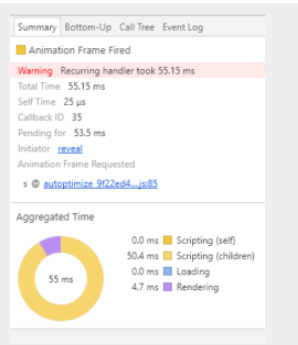 Summary Bottom-Up Call Tree Event Log
Animation Frame Fired
Warning Recurring handler took 55.15 ms
Total Time 55.15 ms
Self Time 25 μs
Callback ID 35
Pending for 53.5 ms
Initiator reveal
Animation Frame Requested
s @ autoptimize_9f22ed4…js:85
Aggregated Time
0.0 ms Scripting (self)
50.4 ms Scripting (children)
55 ms
0.0 ms Loading
4.7 ms Rendering